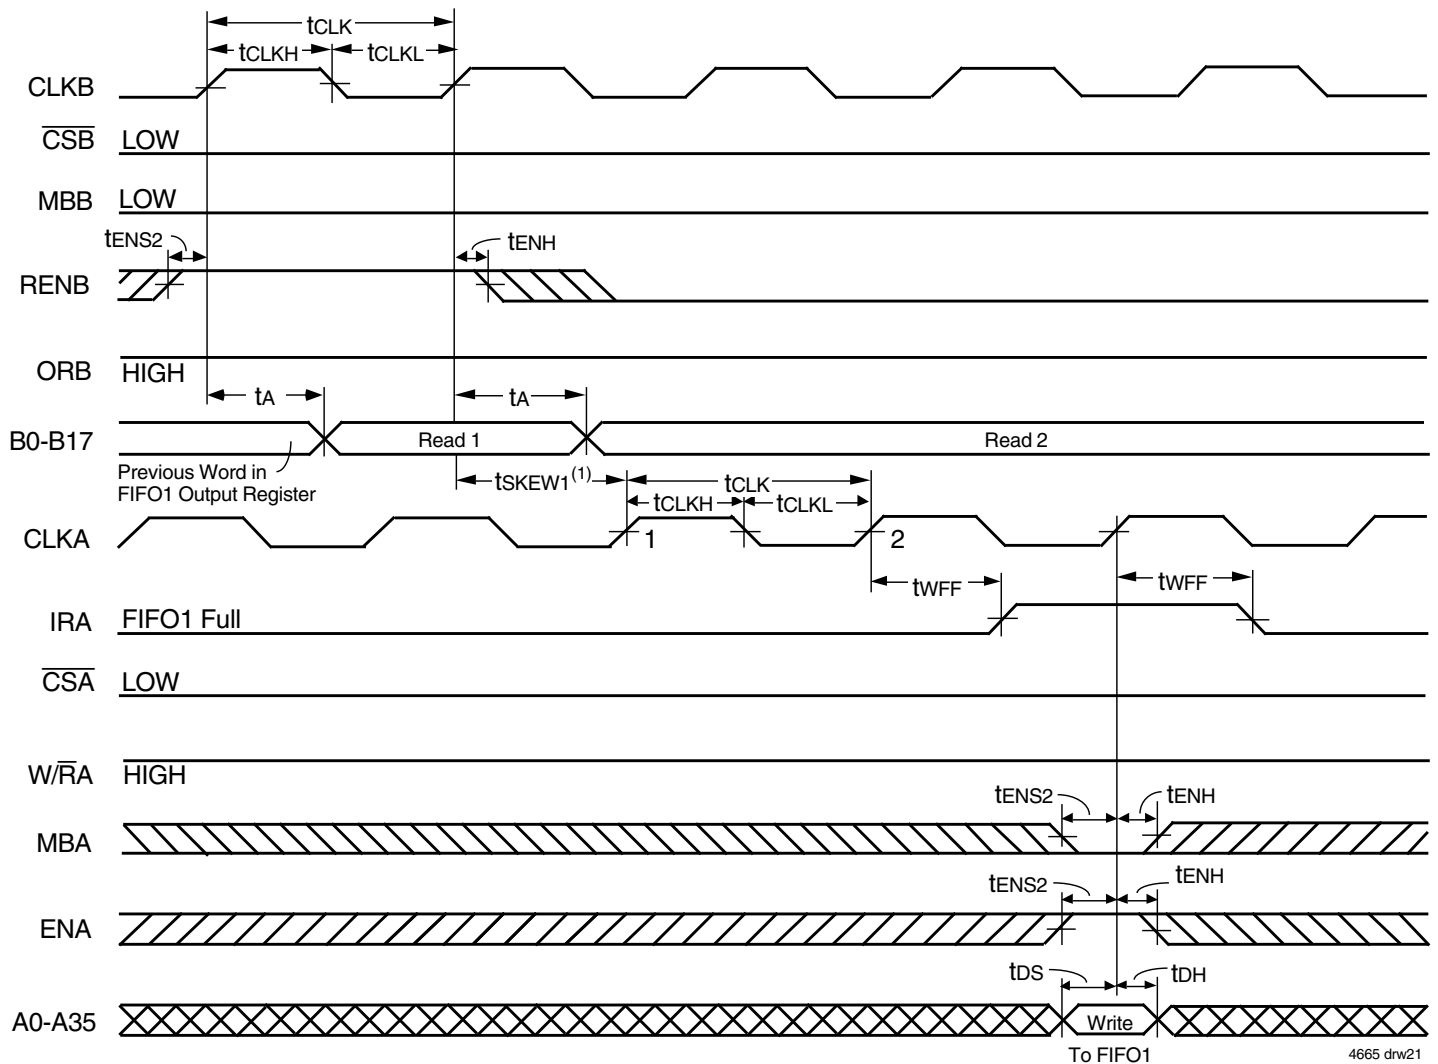 tCLK
tCLKH tCLKL
CLKB
CSB LOW
MBB LOW
tENS2 tENH
RENB
ORB HIGH
tA tA
B0-B17 Read 1 Read 2
Previous Word in
FIFO1 Output Register
tSKEW1(1) tCLK
tCLKH tCLKL
CLKA 1 2
tWFF tWFF
IRA FIFO1 Full
CSA LOW
W/RA HIGH
tENS2 tENH
MBA
tENS2 tENH
ENA
tDS tDH
A0-A35 Write
To FIFO1
4665 drw21